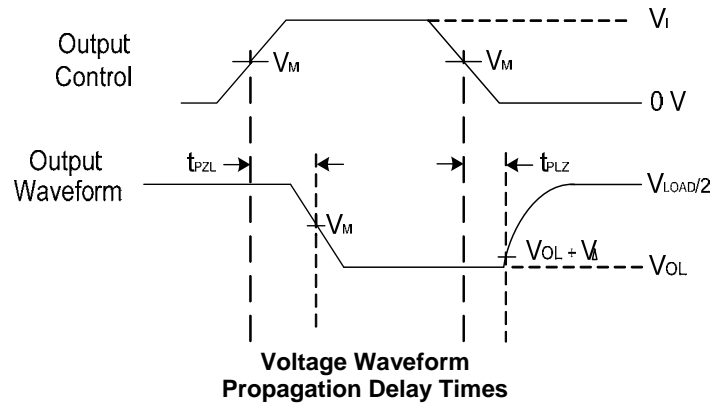 Output
Control
VM
VM
VI
0 V
Output
Waveform
tPZL
tPLZ
VM
VLOAD/2
VOL + VΔ
VOL
Voltage Waveform
Propagation Delay Times